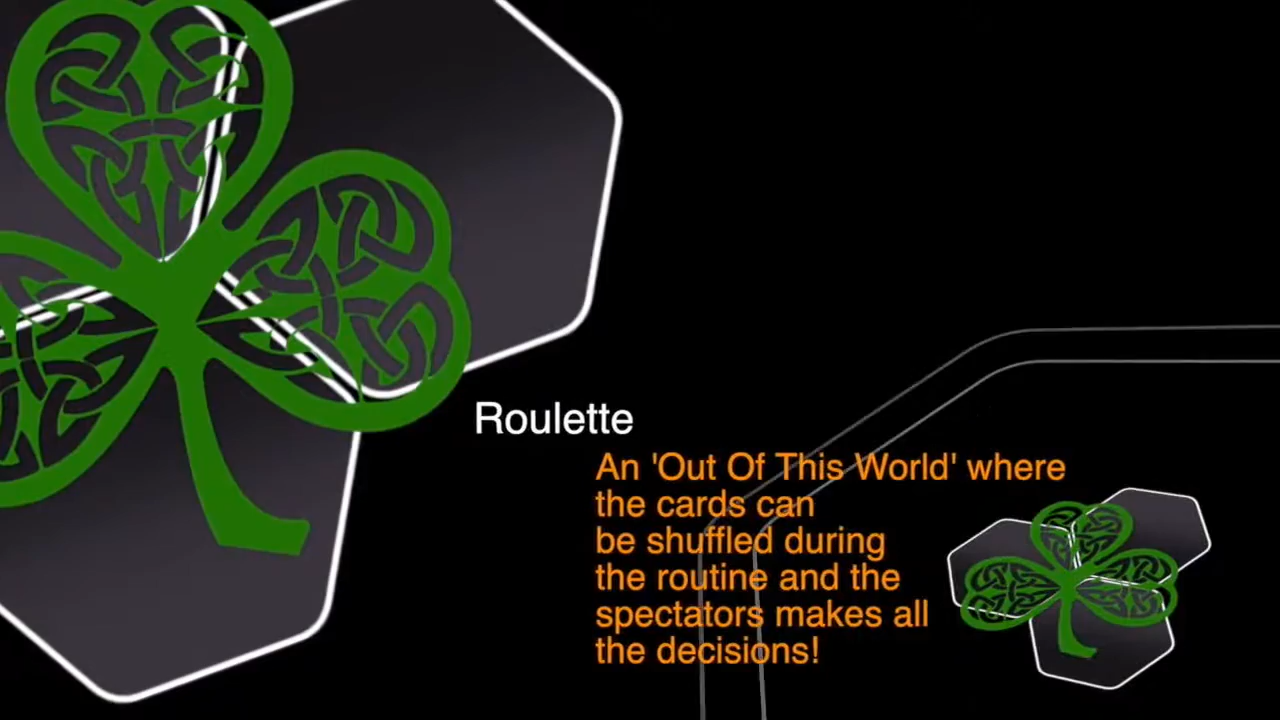 Roulette
An 'Out Of This World' where
the cards can
be shuffled during
the routine and the
spectators makes all
the decisions!